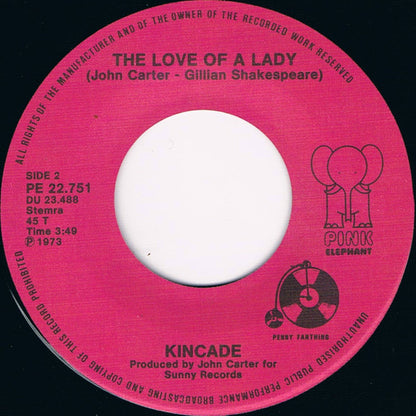 ALL RIGHTS OF THE MANUFACTURER AND OF THE OWNER OF THE RECORDED WORK RESERVED
THE LOVE OF A LADY
(John Carter - Gillian Shakespeare)
SIDE 2
PE 22.751
DU 23.488
Stemra
45 T
Time 3:49
℗ 1973
PINK
ELEPHANT
PENNY FARTHING
KINCADE
Produced by John Carter for
Sunny Records
UNAUTHORISED PUBLIC PERFORMANCE BROADCASTING AND COPYING OF THIS RECORD PROHIBITED